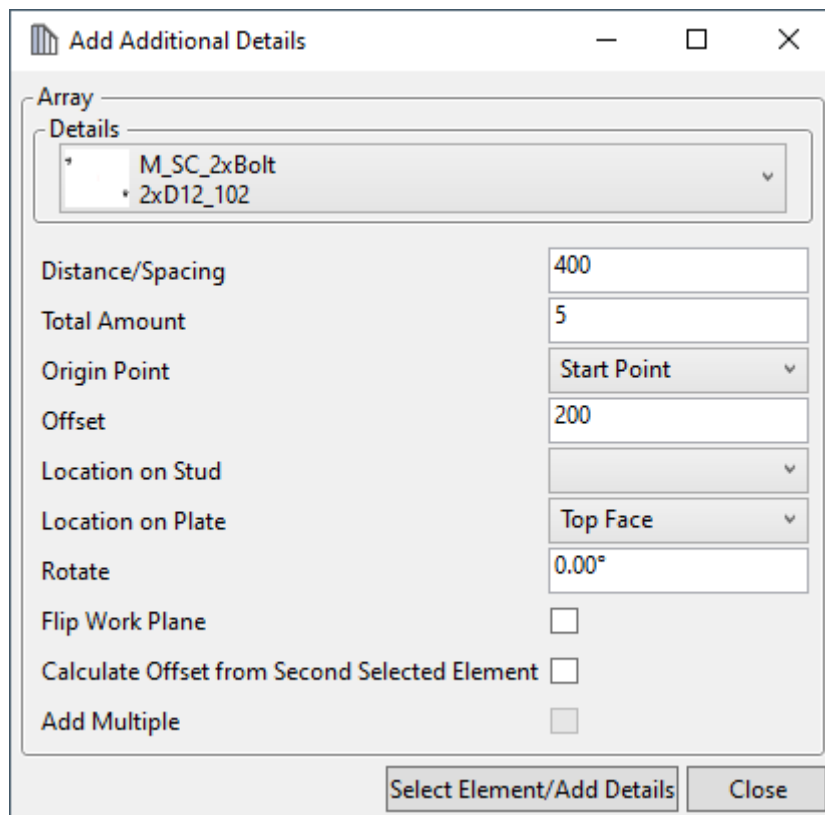 Add Additional Details
Array
Details
M_SC_2xBolt
2xD12_102
Distance/Spacing 400
Total Amount 5
Origin Point Start Point
Offset 200
Location on Stud
Location on Plate Top Face
Rotate 0.00°
Flip Work Plane
Calculate Offset from Second Selected Element
Add Multiple
Select Element/Add Details Close